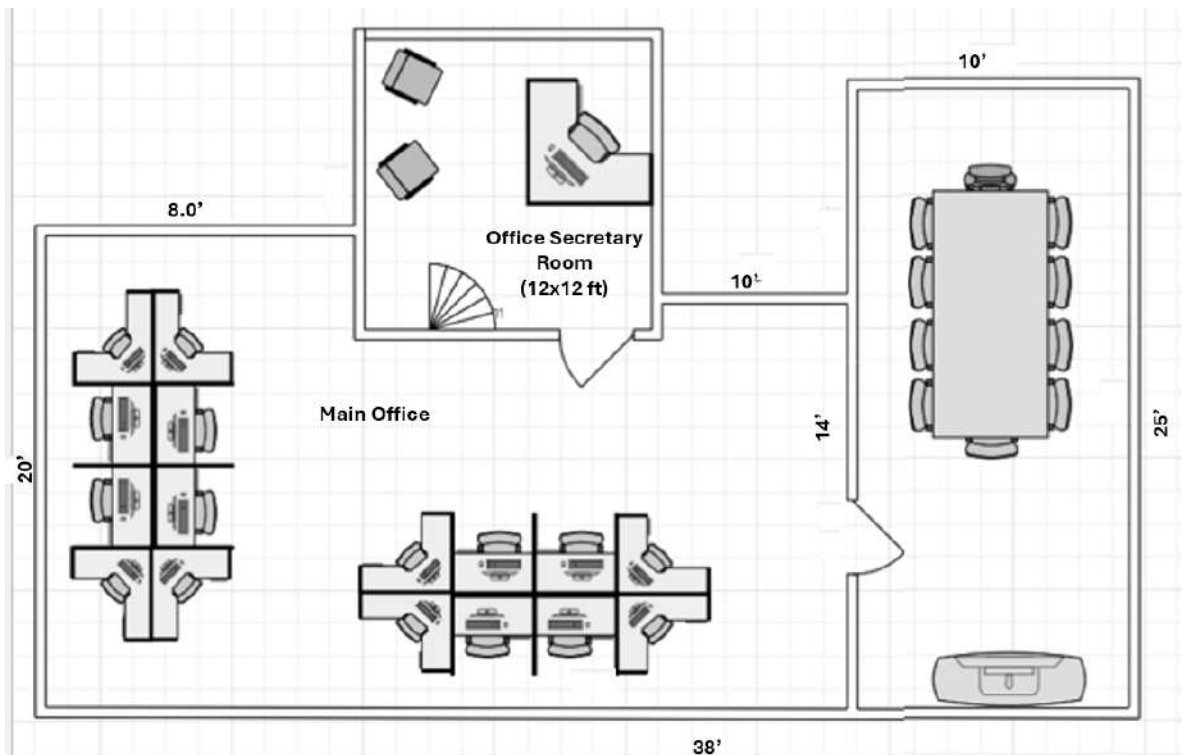 10’
8.0’
Office Secretary
Room
(12x12 ft)
10’
Main Office
14’
25’
20’
38’